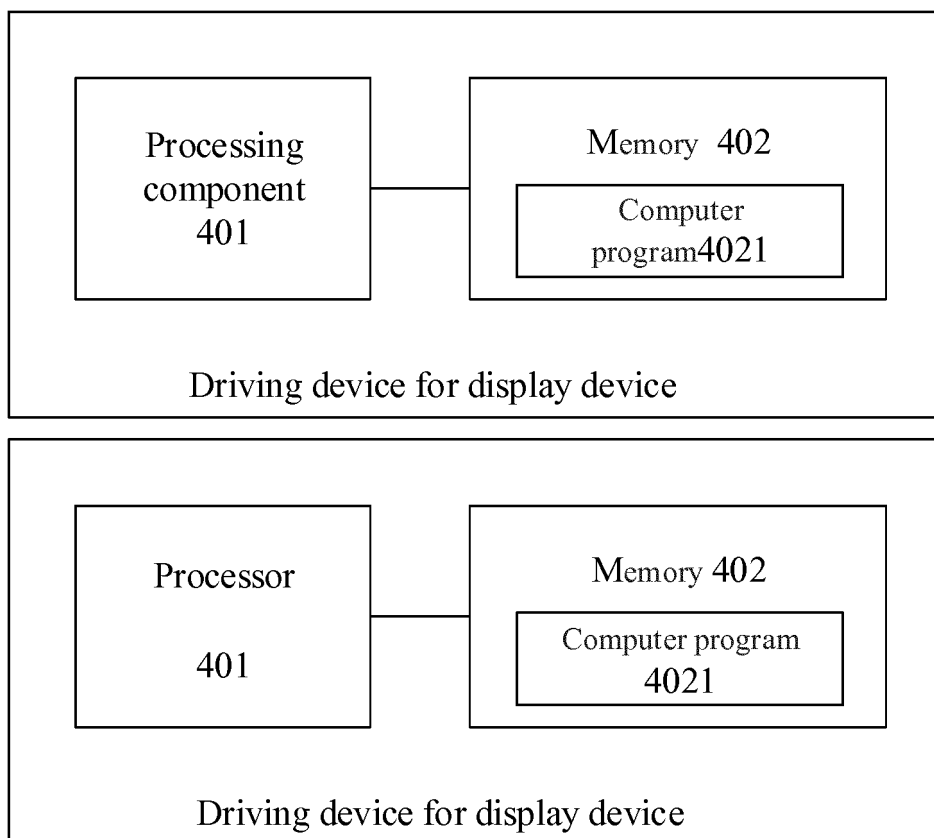 Processing
component
401
Memory 402
Computer
program4021
Driving device for display device
Processor
401
Memory 402
Computer program
4021
Driving device for display device